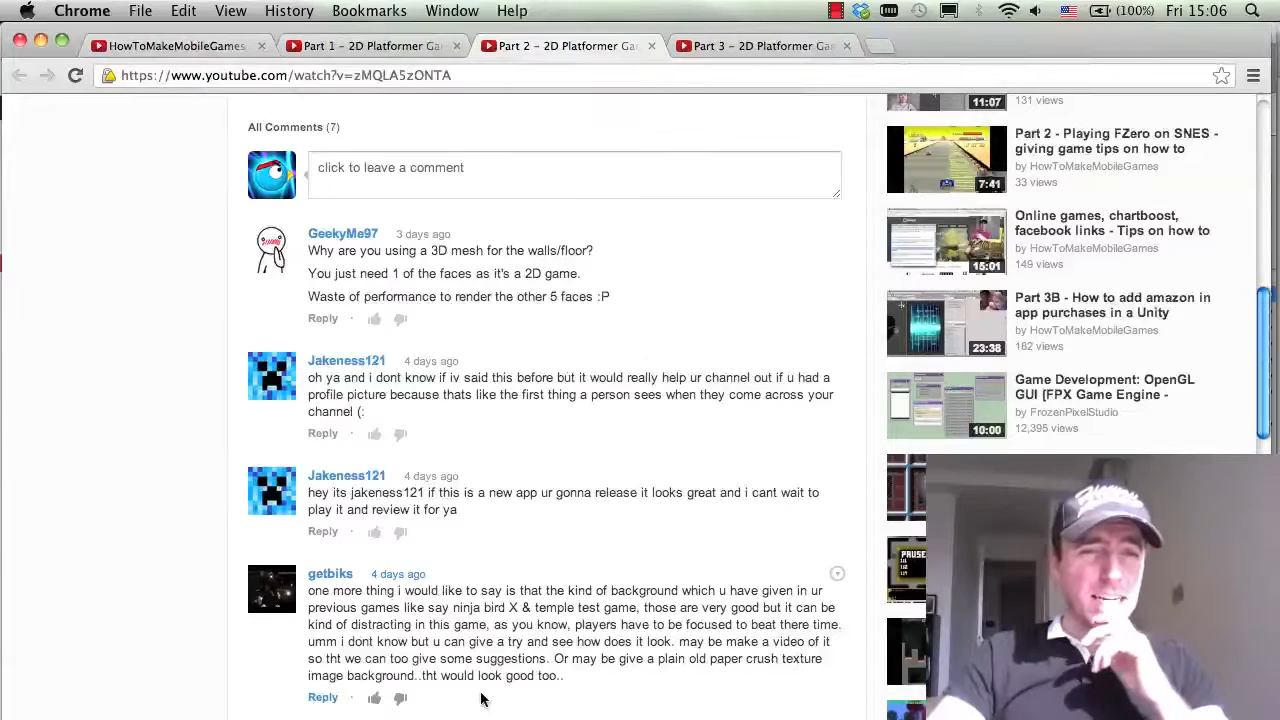 Chrome File Edit View History Bookmarks Window Help (100%) Fri 15:06
HowToMakeMobileGames Part 1 - 2D Platformer Ga Part 2 - 2D Platformer Ga Part 3 - 2D Platformer Ga
https://www.youtube.com/watch?v=zMQLA5zONTA
All Comments (7)
click to leave a comment
GeekyMe97 3 days ago
Why are you using a 3D mesh for the walls/floor?
You just need 1 of the faces as it's a 2D game.
Waste of performance to render the other 5 faces :P
Reply
Jakeness121 4 days ago
oh ya and i dont know if iv said this before but it would really help ur channel out if u had a
profile picture because thats like the first thing a person sees when they come across your
channel (:
Reply
Jakeness121 4 days ago
hey its jakeness121 if this is a new app ur gonna release it looks great and i cant wait to
play it and review it for ya
Reply
getbiks 4 days ago
one more thing i would like to say is that the kind of background which u have given in ur
previous games like say ninja bird X & temple test game those are very good but it can be
kind of distracting in this game, as you know, players have to be focused to beat there time.
umm i dont know but u can give a try and see how does it look. may be make a video of it
so tht we can too give some suggestions. Or may be give a plain old paper crush texture
image background..tht would look good too..
Reply
11:07
131 views
7:41
Part 2 - Playing FZero on SNES -
giving game tips on how to
by HowToMakeMobileGames
33 views
15:01
Online games, chartboost,
facebook links - Tips on how to
by HowToMakeMobileGames
149 views
23:38
Part 3B - How to add amazon in
app purchases in a Unity
by HowToMakeMobileGames
162 views
10:00
Game Development: OpenGL
GUI [FPX Game Engine -
by FrozenPixelStudio
12,395 views
PAUSE